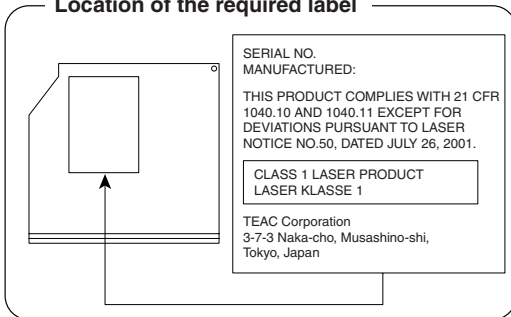 Location of the required label
SERIAL NO.
MANUFACTURED:
THIS PRODUCT COMPLIES WITH 21 CFR
1040.10 AND 1040.11 EXCEPT FOR
DEVIATIONS PURSUANT TO LASER
NOTICE NO.50, DATED JULY 26, 2001.
CLASS 1 LASER PRODUCT
LASER KLASSE 1
TEAC Corporation
3-7-3 Naka-cho, Musashino-shi,
Tokyo, Japan